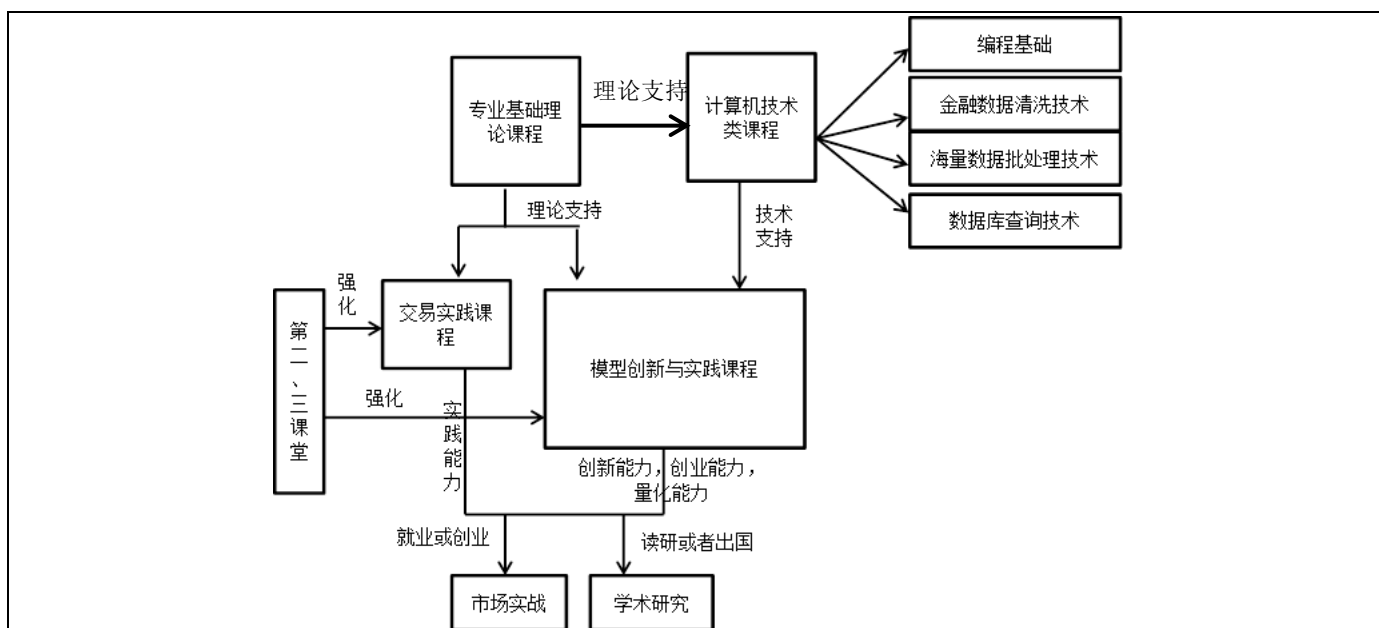 编程基础
专业基础理
论课程
理论支持
计算机技术
类课程
金融数据清洗技术
海量数据批处理技术
数据库查询技术
理论支持
技术
支持
强
化
交易实践课
程
第
二
、
三
课
堂
模型创新与实践课程
强化
实
践
能
力
创新能力，创业能力，
量化能力
就业或创业
读研或者出国
市场实战
学术研究